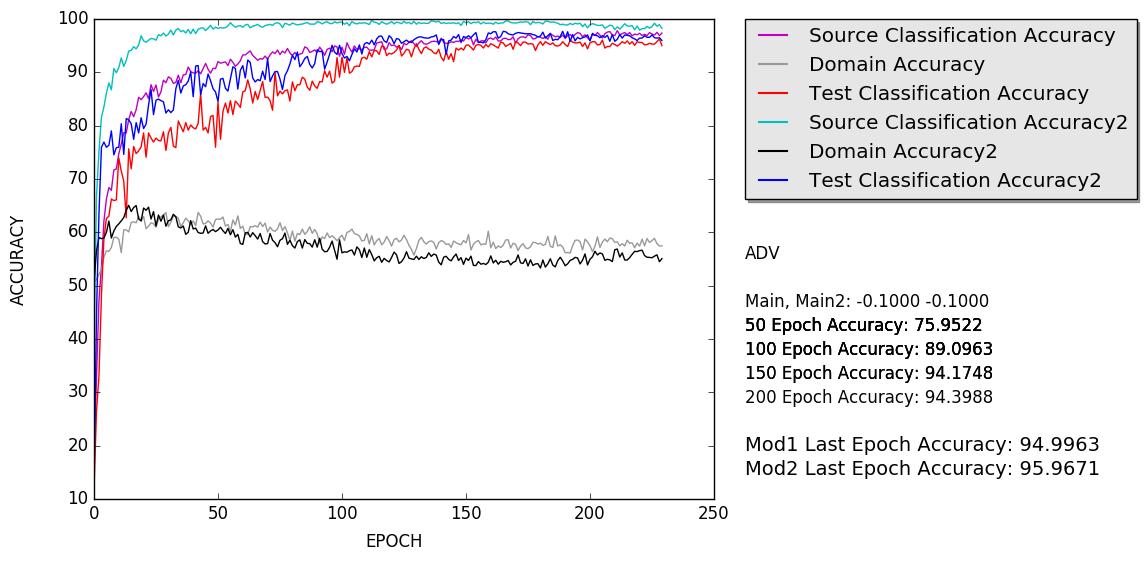 100
90
80
70
60
50
40
30
20
10
0
50
100
150
200
250
ACCURACY
EPOCH
Source Classification Accuracy
Domain Accuracy
Test Classification Accuracy
Source Classification Accuracy2
Domain Accuracy2
Test Classification Accuracy2
ADV
Main, Main2: -0.1000 -0.1000
50 Epoch Accuracy: 75.9522
100 Epoch Accuracy: 89.0963
150 Epoch Accuracy: 94.1748
200 Epoch Accuracy: 94.3988
Mod1 Last Epoch Accuracy: 94.9963
Mod2 Last Epoch Accuracy: 95.9671